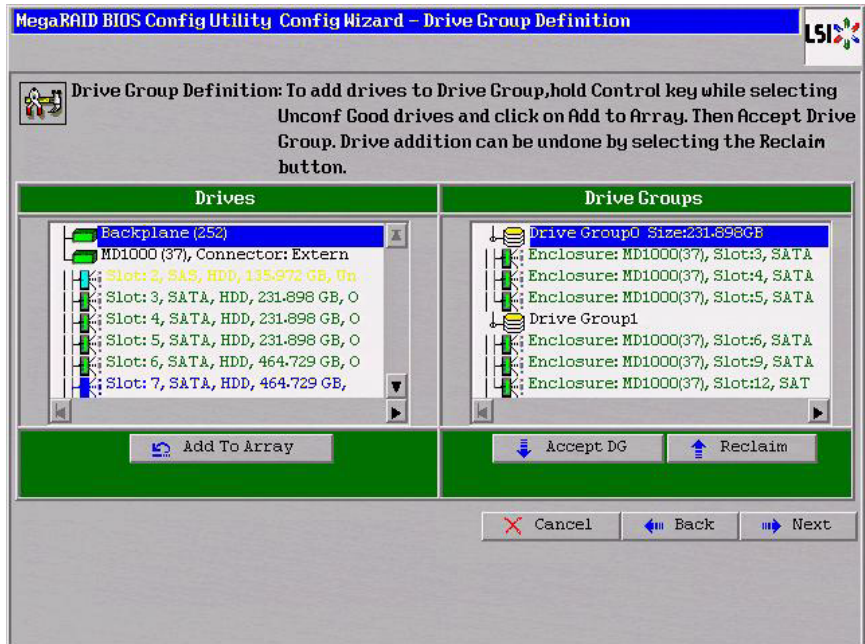 MegaRAID BIOS Config Utility Config Wizard – Drive Group Definition
LSI
Drive Group Definition: To add drives to Drive Group,hold Control key while selecting
Unconf Good drives and click on Add to Array. Then Accept Drive
Group. Drive addition can be undone by selecting the Reclaim
button.
Drives
Backplane (252)
MD1000 (37), Connector: Extern
Slot: 2, SAS, HDD, 135.972 GB, Un
Slot: 3, SATA, HDD, 231.898 GB, O
Slot: 4, SATA, HDD, 231.898 GB, O
Slot: 5, SATA, HDD, 231.898 GB, O
Slot: 6, SATA, HDD, 464.729 GB, O
Slot: 7, SATA, HDD, 464.729 GB,
Add To Array
Drive Groups
Drive Group0 Size:231.898GB
Enclosure: MD1000(37), Slot:3, SATA
Enclosure: MD1000(37), Slot:4, SATA
Enclosure: MD1000(37), Slot:5, SATA
Drive Group1
Enclosure: MD1000(37), Slot:6, SATA
Enclosure: MD1000(37), Slot:9, SATA
Enclosure: MD1000(37), Slot:12, SAT
Accept DG
Reclaim
Cancel
Back
Next